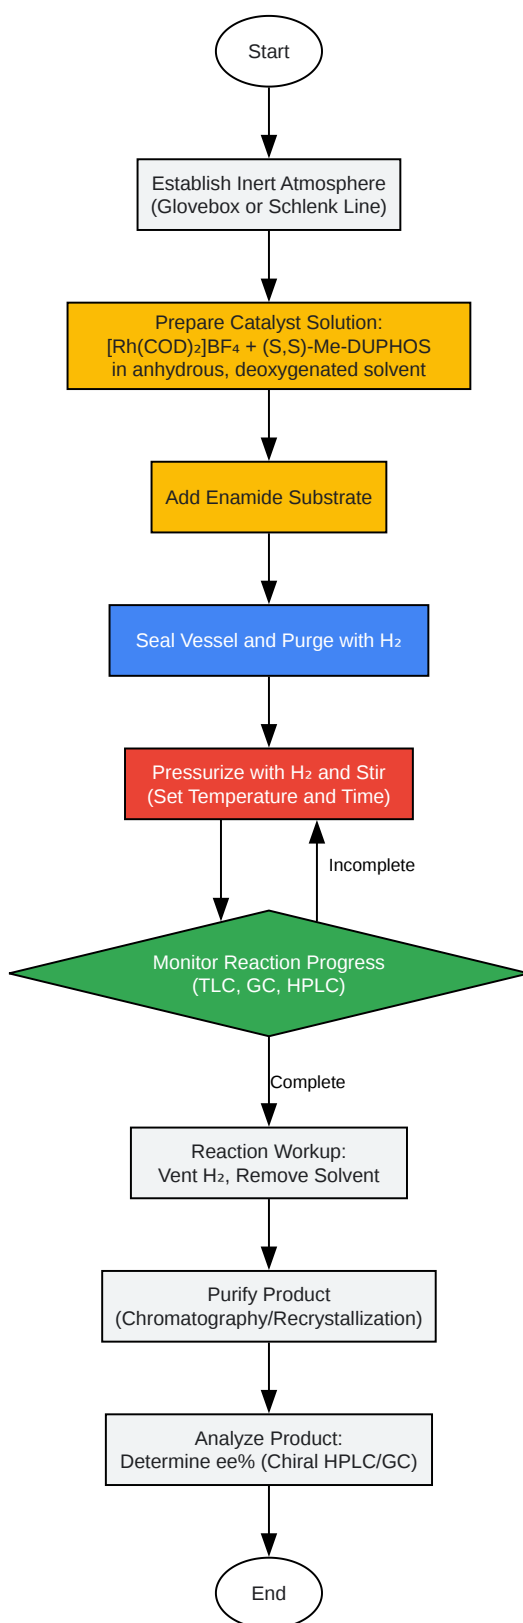 Start
Establish Inert Atmosphere
(Glovebox or Schlenk Line)
Prepare Catalyst Solution:
[Rh(COD)₂]BF₄ + (S,S)-Me-DUPHOS
in anhydrous, deoxygenated solvent
Add Enamide Substrate
Seal Vessel and Purge with H₂
Pressurize with H₂ and Stir
(Set Temperature and Time)
Incomplete
Monitor Reaction Progress
(TLC, GC, HPLC)
Complete
Reaction Workup:
Vent H₂, Remove Solvent
Purify Product
(Chromatography/Recrystallization)
Analyze Product:
Determine ee% (Chiral HPLC/GC)
End